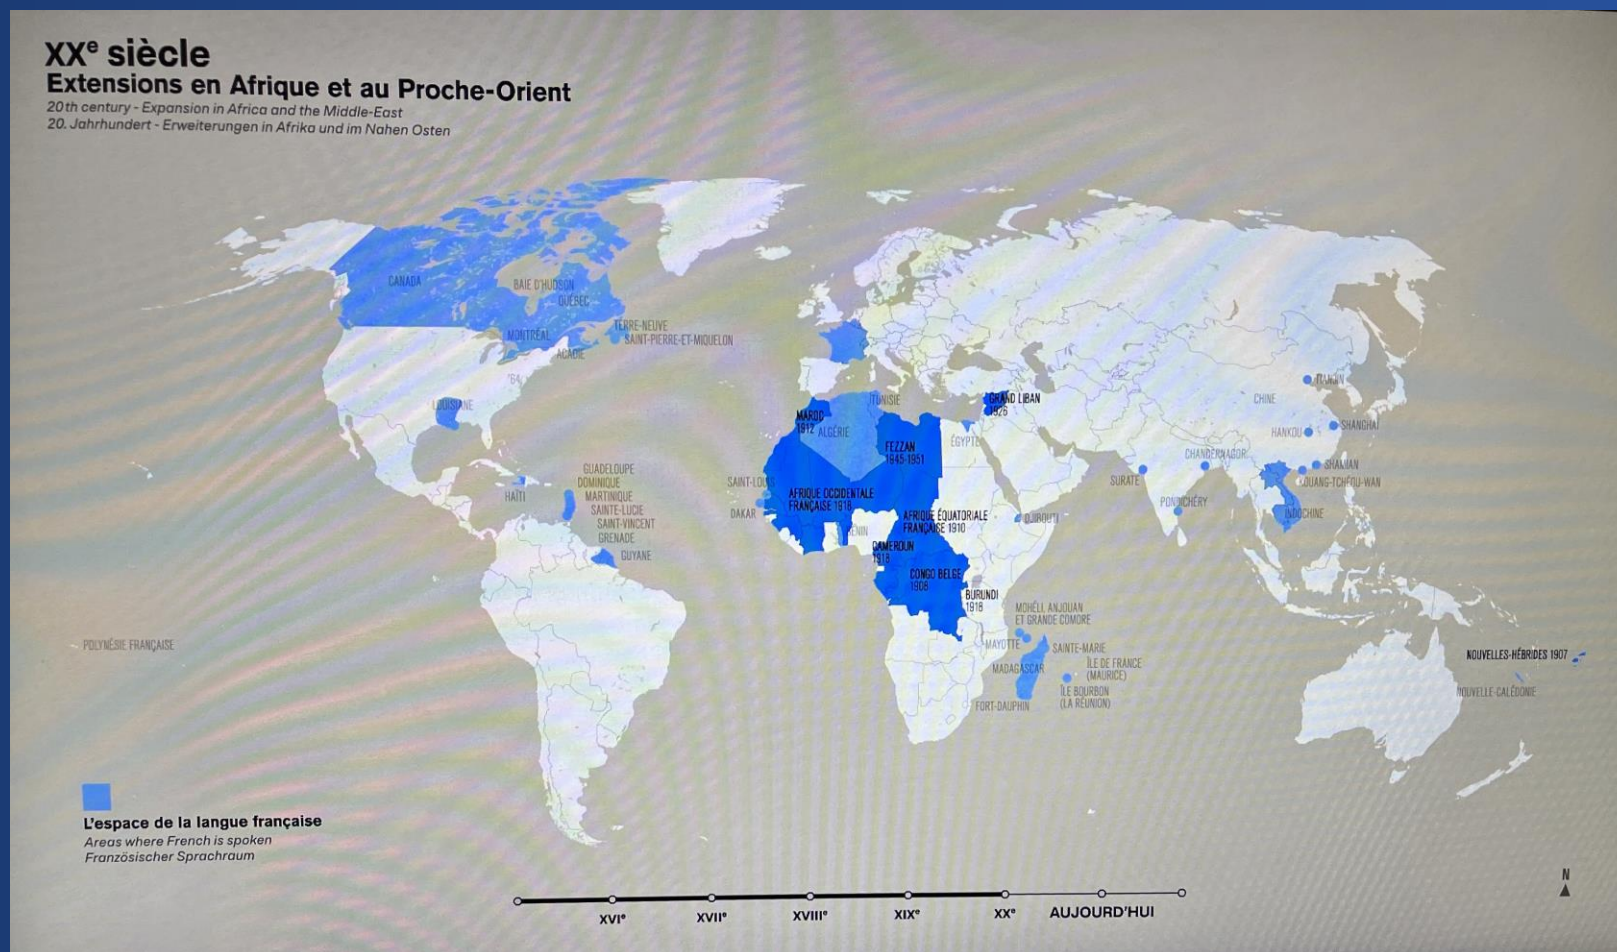 XXe siècle
Extensions en Afrique et au Proche-Orient
20th century - Expansion in Africa and the Middle-East
20. Jahrhundert - Erweiterungen in Afrika und im Nahen Osten
CANADA
BAIE D'HUDSON
QUÉBEC
MONTRÉAL
TERRE-NEUVE
SAINT-PIERRE-ET-MIQUELON
ACADIE
LOUISIANE
HAÏTI
GUADELOUPE
DOMINIQUE
MARTINIQUE
SAINTE-LUCIE
SAINT-VINCENT
GRENADE
GUYANE
POLYNÉSIE FRANÇAISE
MAROC
1912
ALGÉRIE
TUNISIE
GRAND LIBAN
1926
ÉGYPTE
FEZZAN
1945-1951
SAINT-LOUIS
DAKAR
AFRIQUE OCCIDENTALE
FRANÇAISE 1918
BÉNIN
AFRIQUE ÉQUATORIALE
FRANÇAISE 1910
DJIBOUTI
CAMEROUN
1918
CONGO BELGE
1908
BURUNDI
1918
MOHÉLI, ANJOUAN
ET GRANDE COMORE
MAYOTTE
SAINTE-MARIE
MADAGASCAR
ÎLE DE FRANCE
(MAURICE)
ÎLE BOURBON
(LA RÉUNION)
FORT-DAUPHIN
TIANJIN
CHINE
HANKOU
SHANGHAI
CHANDERNAGOR
SHAMIAN
KOUANG-TCHÉOU-WAN
SURATE
PONDICHÉRY
INDOCHINE
NOUVELLES-HÉBRIDES 1907
NOUVELLE-CALÉDONIE
L'espace de la langue française
Areas where French is spoken
Französischer Sprachraum
XVIe
XVIIe
XVIIIe
XIXe
XXe
AUJOURD'HUI
N